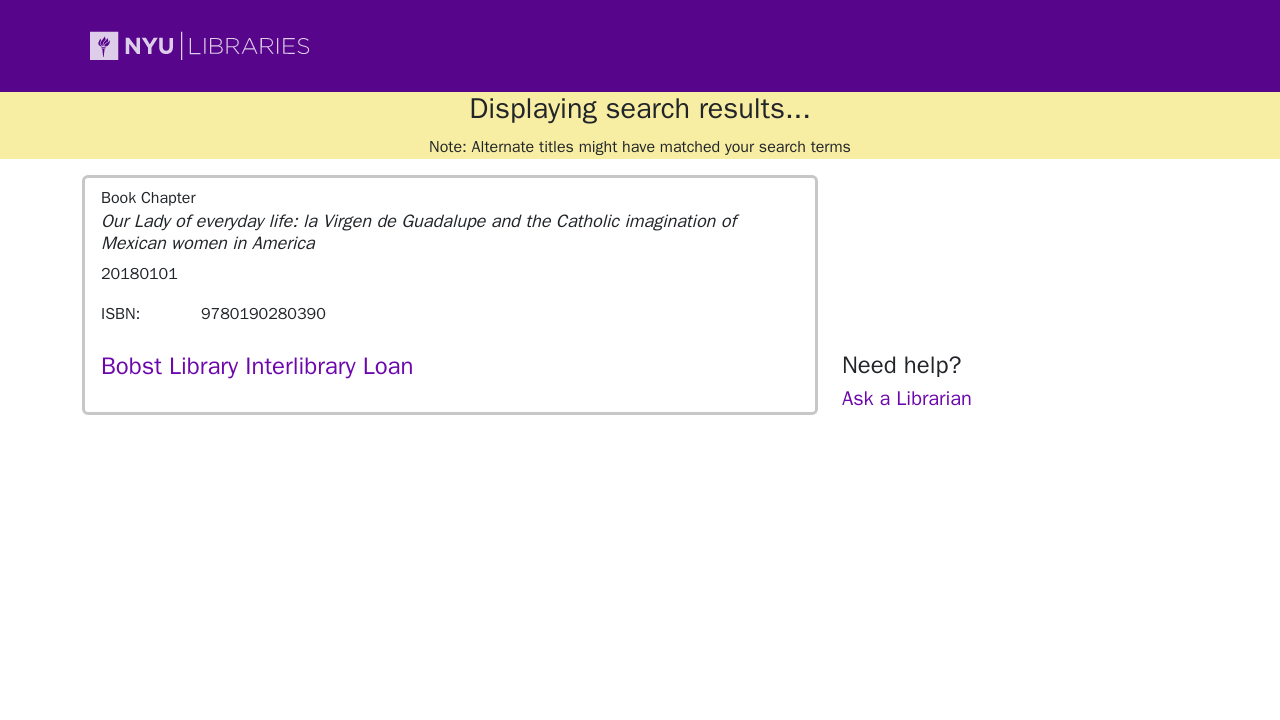 NYU LIBRARIES
Displaying search results...
Note: Alternate titles might have matched your search terms
Book Chapter
Our Lady of everyday life: la Virgen de Guadalupe and the Catholic imagination of
Mexican women in America
20180101
ISBN: 9780190280390
Bobst Library Interlibrary Loan
Need help?
Ask a Librarian